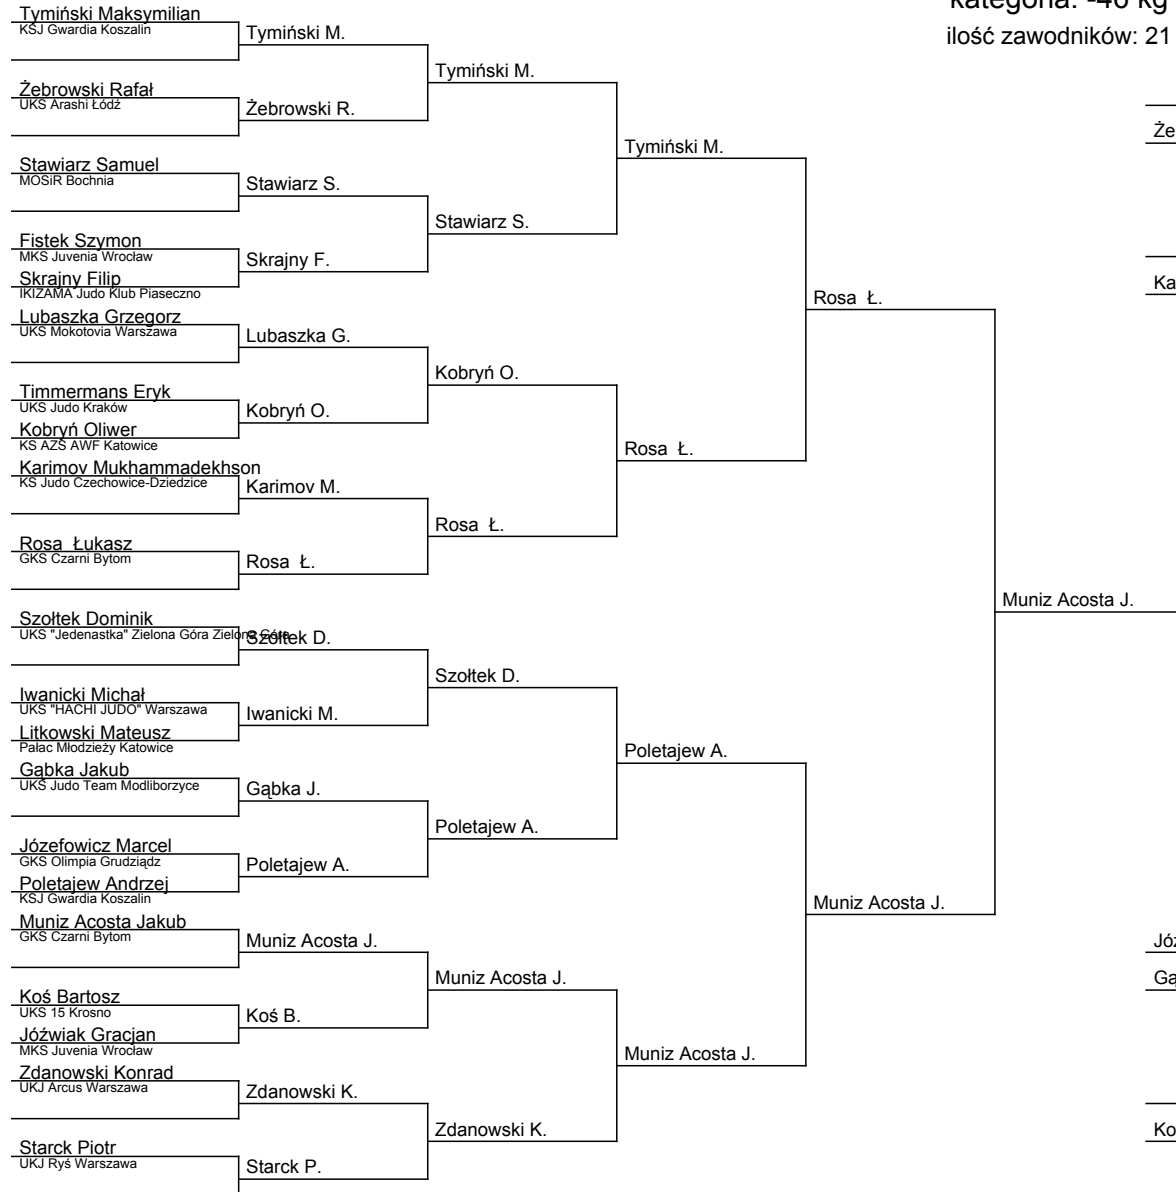 kategoria: -46 kg
ilość zawodników: 21
Tymiński Maksymilian
KSJ Gwardia Koszalin
Żebrowski Rafał
UKS Arashi Łódź
Stawiarz Samuel
MOSiR Bochnia
Fistek Szymon
MKS Juvenia Wrocław
Skrajny Filip
IKIZAMA Judo Klub Piaseczno
Lubaszka Grzegorz
UKS Mokotovia Warszawa
Timmermans Eryk
UKS Judo Kraków
Kobryń Oliwer
KS AZS AWF Katowice
Karimov Mukhammadekhson
KS Judo Czechowice-Dziedzice
Rosa Łukasz
GKS Czarni Bytom
Szołtek Dominik
UKS "Jedenastka" Zielona Góra Zielona Góra
Iwanicki Michał
UKS "HACHI JUDO" Warszawa
Litkowski Mateusz
Pałac Młodzieży Katowice
Gąbka Jakub
UKS Judo Team Modliborzyce
Józefowicz Marcel
GKS Olimpia Grudziądz
Poletajew Andrzej
KSJ Gwardia Koszalin
Muniz Acosta Jakub
GKS Czarni Bytom
Koś Bartosz
UKS 15 Krosno
Jóźwiak Gracjan
MKS Juvenia Wrocław
Zdanowski Konrad
UKJ Arcus Warszawa
Starck Piotr
UKJ Ryś Warszawa
Tymiński M.
Żebrowski R.
Stawiarz S.
Skrajny F.
Lubaszka G.
Kobryń O.
Karimov M.
Rosa Ł.
Szołtek D.
Iwanicki M.
Gąbka J.
Poletajew A.
Muniz Acosta J.
Koś B.
Zdanowski K.
Starck P.
Tymiński M.
Stawiarz S.
Kobryń O.
Rosa Ł.
Szołtek D.
Poletajew A.
Muniz Acosta J.
Zdanowski K.
Tymiński M.
Rosa Ł.
Poletajew A.
Muniz Acosta J.
Rosa Ł.
Muniz Acosta J.
Muniz Acosta J.
Że
Ka
Józ
Gą
Ko